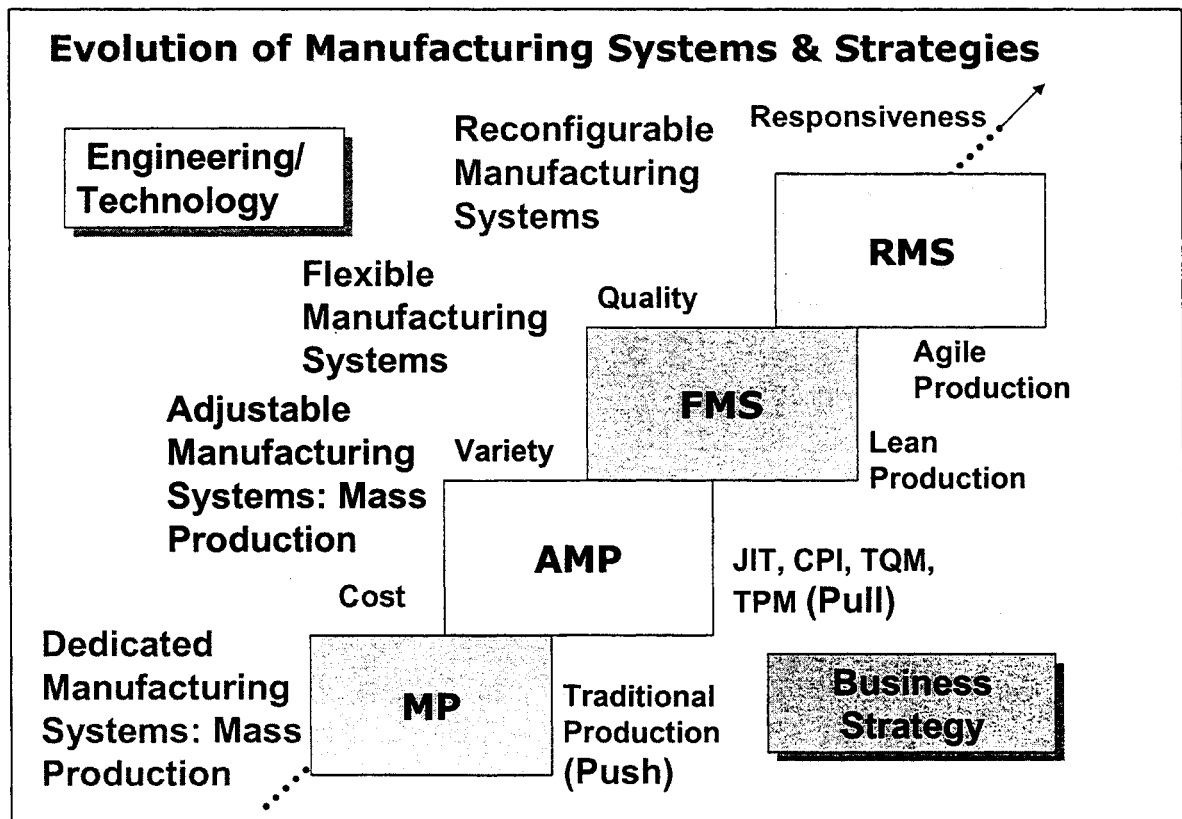 Evolution of Manufacturing Systems & Strategies
Engineering/
Technology
Reconfigurable
Manufacturing
Systems
Responsiveness
RMS
Flexible
Manufacturing
Systems
Quality
Agile
Production
FMS
Adjustable
Manufacturing
Systems: Mass
Production
Variety
Lean
Production
AMP
JIT, CPI, TQM,
TPM (Pull)
Cost
Dedicated
Manufacturing
Systems: Mass
Production
MP
Traditional
Production
(Push)
Business
Strategy